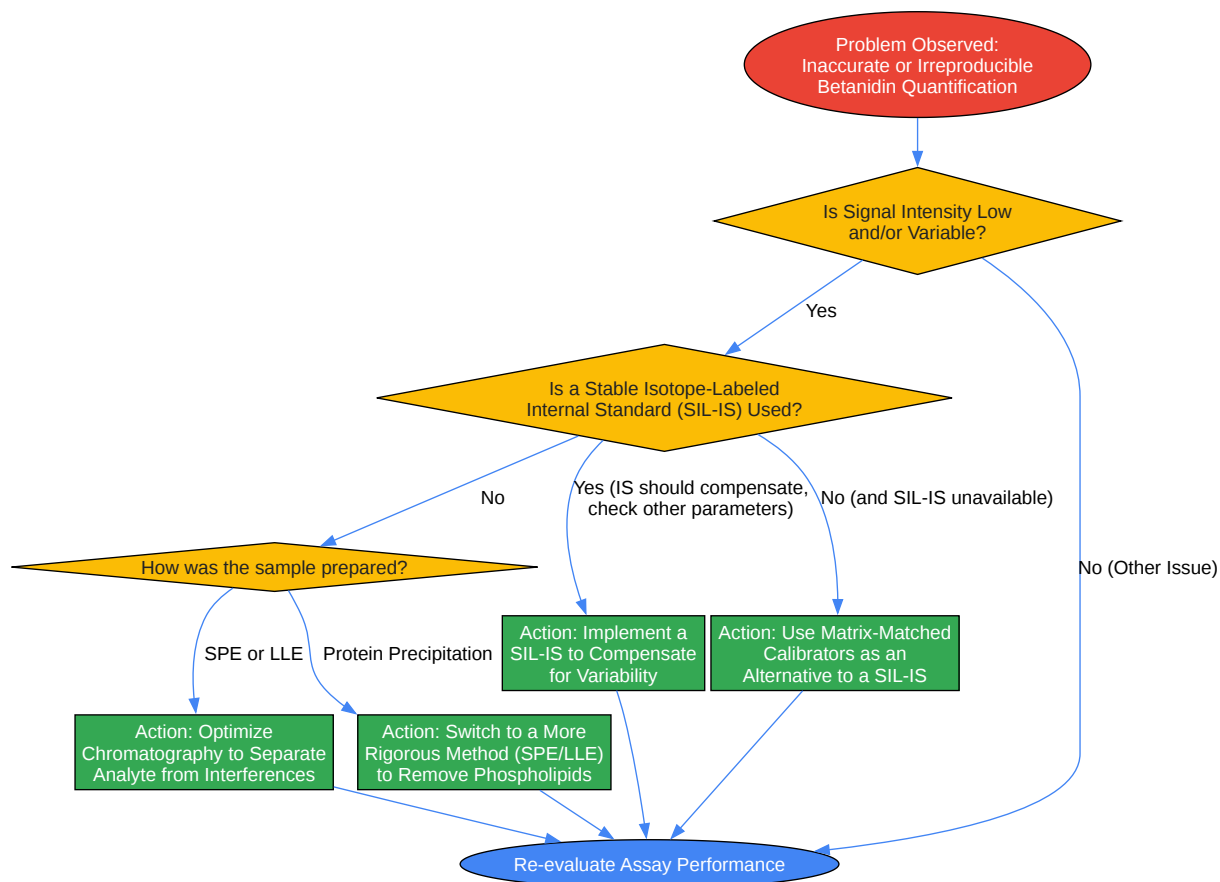 Problem Observed:
Inaccurate or Irreproducible
Betanidin Quantification
Is Signal Intensity Low
and/or Variable?
Yes
Is a Stable Isotope-Labeled
Internal Standard (SIL-IS) Used?
No
Yes (IS should compensate,
check other parameters)
No (and SIL-IS unavailable)
No (Other Issue)
How was the sample prepared?
SPE or LLE
Protein Precipitation
Action: Implement a
SIL-IS to Compensate
for Variability
Action: Use Matrix-Matched
Calibrators as an
Alternative to a SIL-IS
Action: Optimize
Chromatography to Separate
Analyte from Interferences
Action: Switch to a More
Rigorous Method (SPE/LLE)
to Remove Phospholipids
Re-evaluate Assay Performance